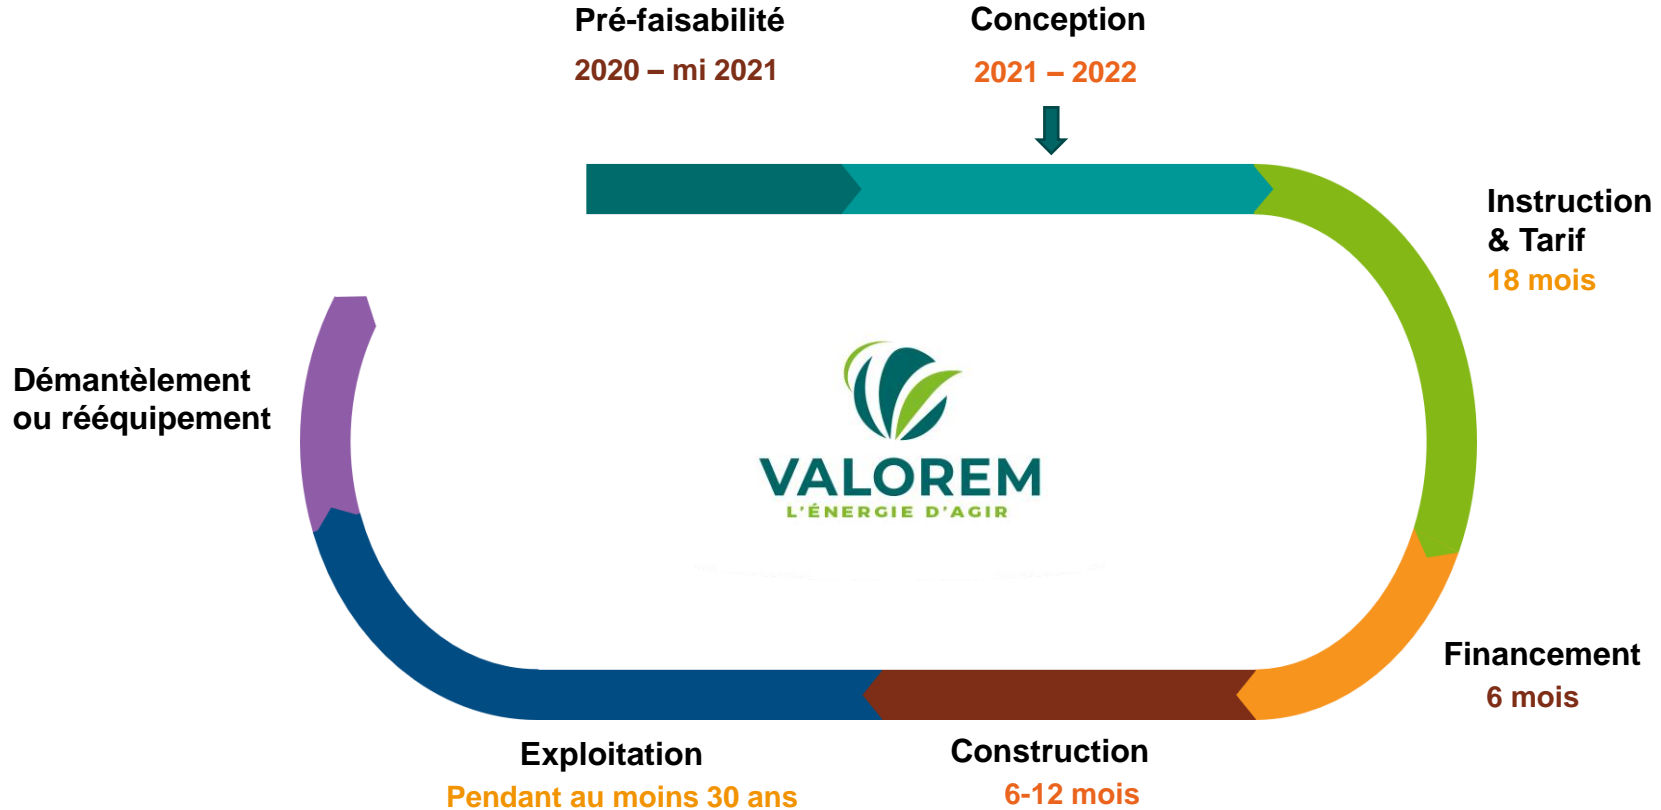 Pré-faisabilité
2020 – mi 2021
Conception
2021 – 2022
Instruction
& Tarif
18 mois
Démantèlement
ou rééquipement
VALOREM
L'ÉNERGIE D'AGIR
Financement
6 mois
Exploitation
Pendant au moins 30 ans
Construction
6-12 mois